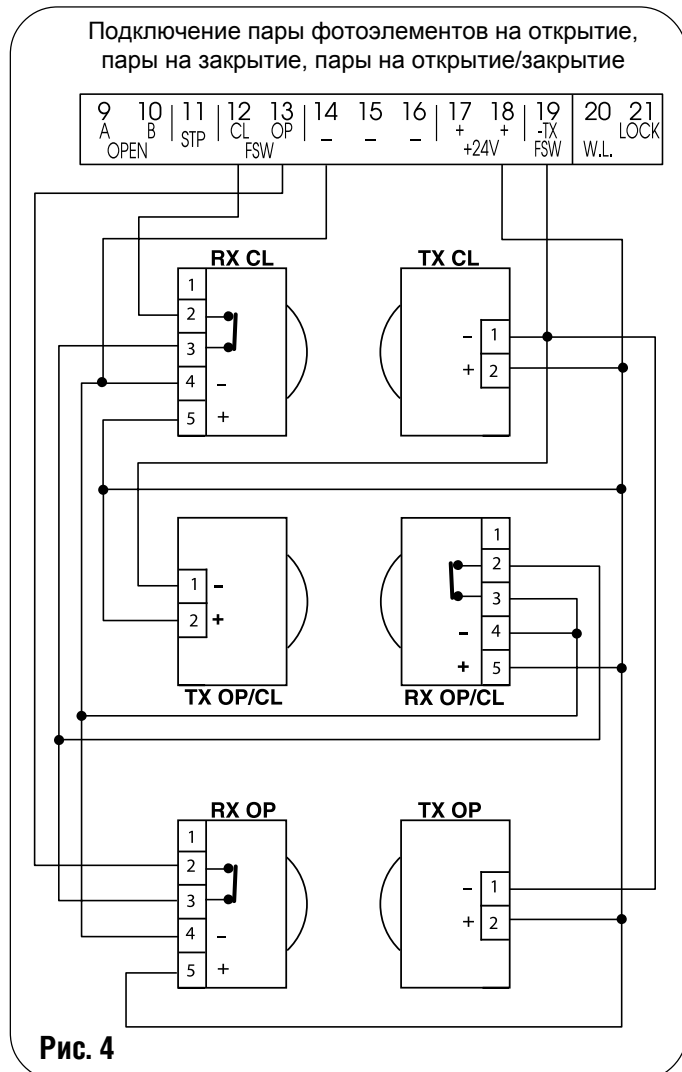 Подключение пары фотоэлементов на открытие,
пары на закрытие, пары на открытие/закрытие
9 10 11 12 13 14 15 16 17 18 19 20 21
A B STP CL OP – – – + + -TX LOCK
OPEN FSW +24V FSW W.L.
RX CL TX CL
1
2
3
4 –
5 +
– 1
+ 2
1 –
2 +
TX OP/CL
1
2
3
– 4
+ 5
RX OP/CL
RX OP TX OP
1
2
3
4 –
5 +
– 1
+ 2
Рис. 4